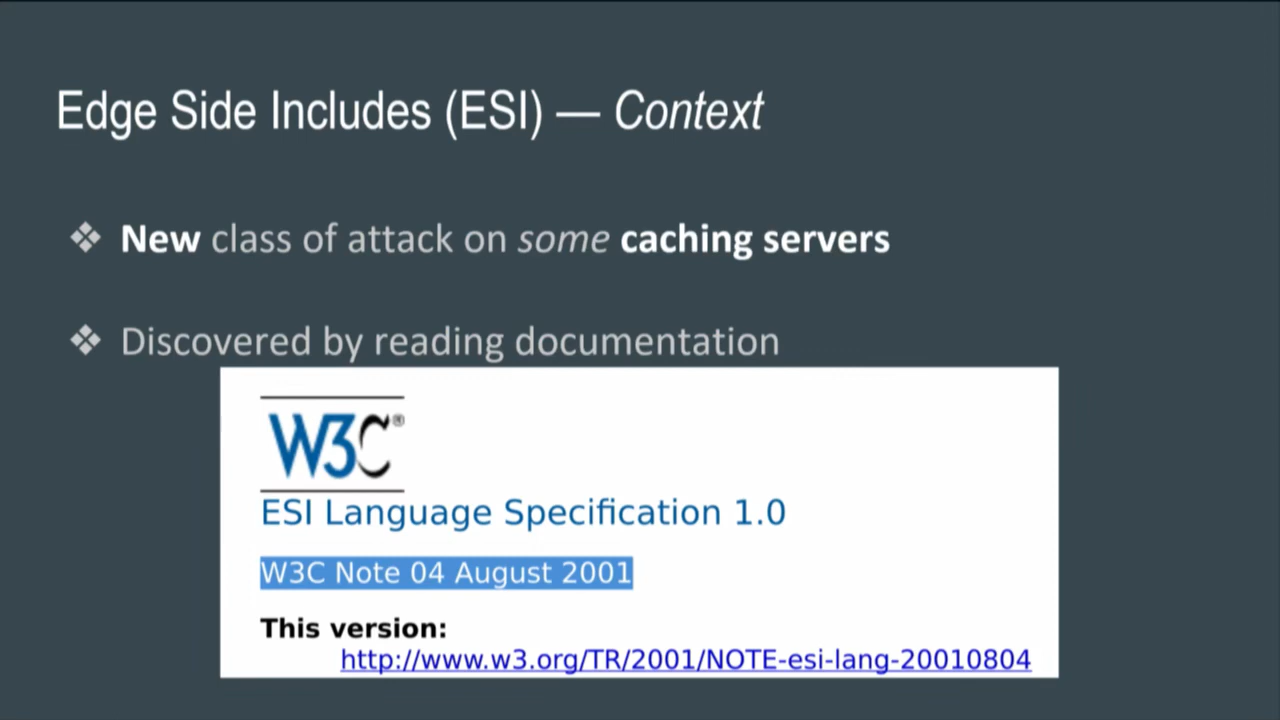 Edge Side Includes (ESI) — Context
❖ New class of attack on some caching servers
❖ Discovered by reading documentation
W3C®
ESI Language Specification 1.0
W3C Note 04 August 2001
This version:
http://www.w3.org/TR/2001/NOTE-esi-lang-20010804